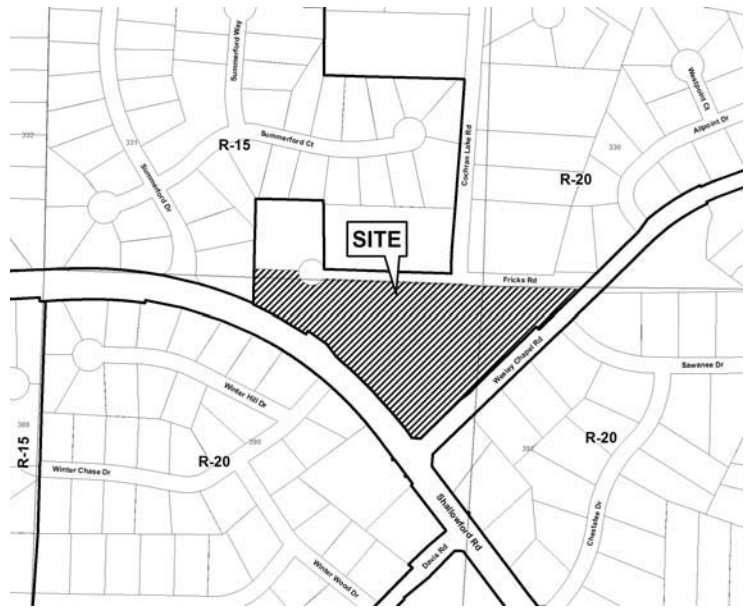 Summerford Way
Westpoint Ct
Allpoint Dr
332
331
Summerford Ct
R-15
Cochran Lake Rd
330
R-20
Summerford Dr
SITE
Fricks Rd
Wesley Chapel Rd
Sawanee Dr
Winter Hill Dr
389
R-15
390
R-20
R-20
Winter Chase Dr
Shallowford Rd
Chestafee Dr
Davis Rd
Winter Wood Dr